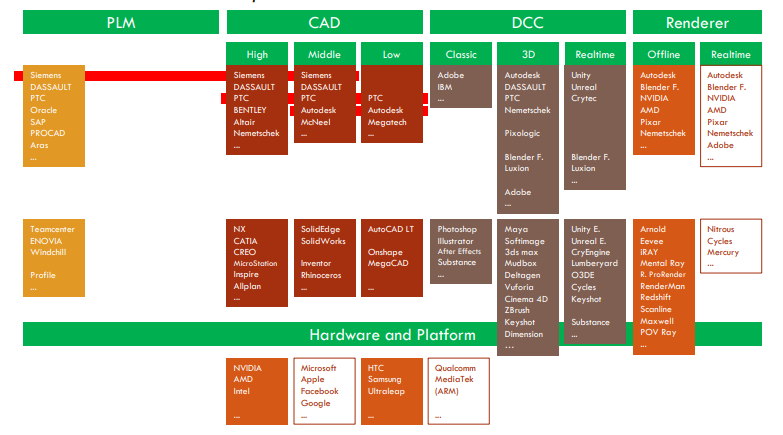 PLM
CAD
DCC
Renderer
High
Middle
Low
Classic
3D
Realtime
Offline
Realtime
Siemens
DASSAULT
PTC
Oracle
SAP
PROCAD
Aras
...
Siemens
DASSAULT
PTC
BENTLEY
Altair
Nemetschek
...
Siemens
DASSAULT
PTC
Autodesk
McNeel
...
PTC
Autodesk
Megatech
...
Adobe
IBM
...
Autodesk
DASSAULT
PTC
Nemetschek
Pixologic
Blender F.
Luxion
Adobe
...
Unity
Unreal
Crytec
Blender F.
Luxion
...
Autodesk
Blender F.
NVIDIA
AMD
Pixar
Nemetschek
...
Autodesk
Blender F.
NVIDIA
AMD
Pixar
Nemetschek
Adobe
...
Teamcenter
ENOVIA
Windchill
Profile
...
NX
CATIA
CREO
MicroStation
Inspire
Allplan
...
SolidEdge
SolidWorks
Inventor
Rhinoceros
...
AutoCAD LT
Onshape
MegaCAD
...
Photoshop
Illustrator
After Effects
Substance
...
Maya
Softimage
3ds max
Mudbox
Deltagen
Vuforia
Cinema 4D
ZBrush
Keyshot
Dimension
...
Unity E.
Unreal E.
CryEngine
Lumberyard
O3DE
Cycles
Keyshot
Substance
...
Arnold
Eevee
iRAY
Mental Ray
R. ProRender
RenderMan
Redshift
Scanline
Maxwell
POV Ray
...
Nitrous
Cycles
Mercury
...
Hardware and Platform
NVIDIA
AMD
Intel
...
Microsoft
Apple
Facebook
Google
...
HTC
Samsung
Ultraleap
...
Qualcomm
MediaTek
(ARM)
...